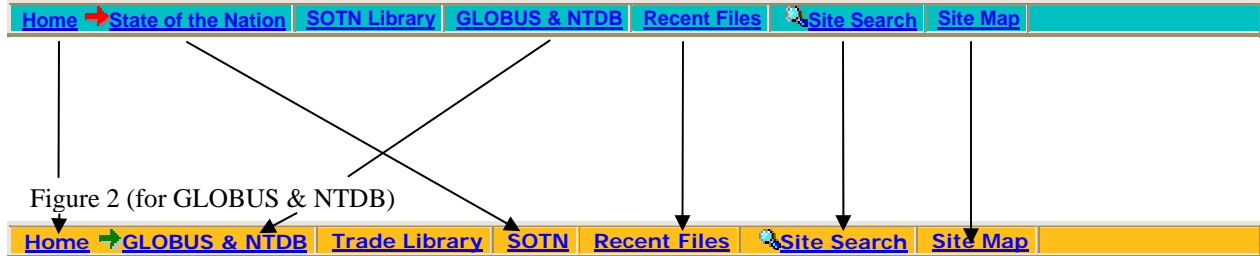 Home State of the Nation SOTN Library GLOBUS & NTDB Recent Files Site Search Site Map
Figure 2 (for GLOBUS & NTDB)
Home GLOBUS & NTDB Trade Library SOTN Recent Files Site Search Site Map